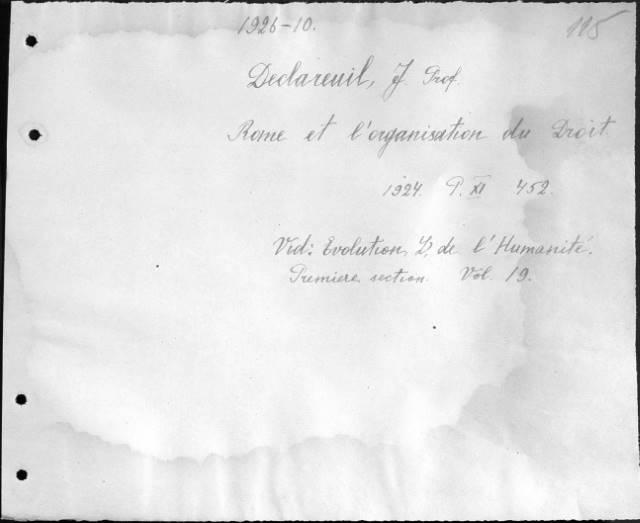 1926-10. 115
Declareuil, J. Prof.
Rome et l'organisation du Droit.
1924. P. XI 452.
Vid: Evolution, L, de l'Humanité.
Premiere section. Vol. 19.